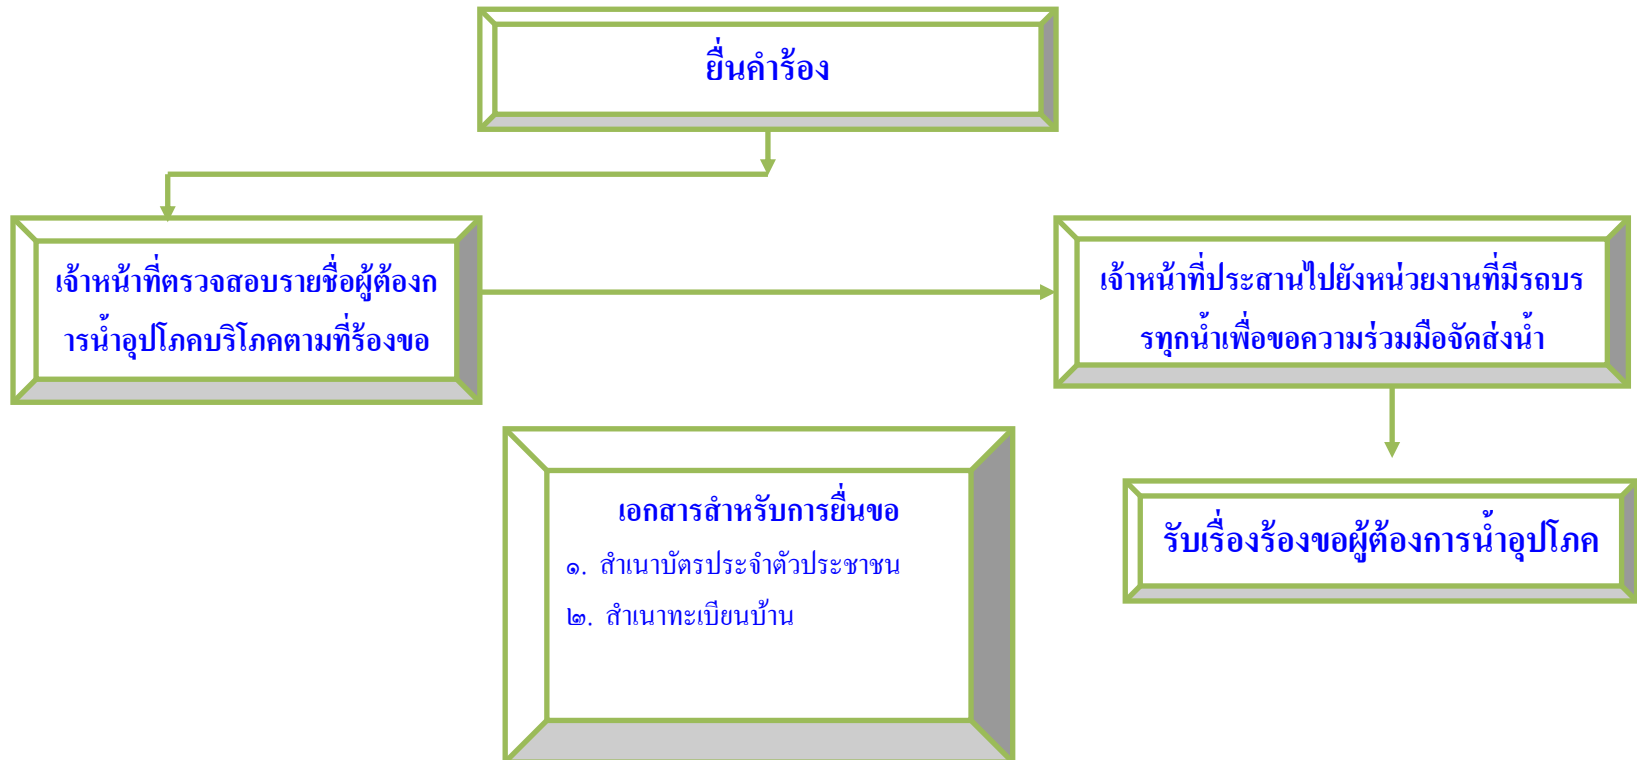 ยื่นคำร้อง
เจ้าหน้าที่ตรวจสอบรายชื่อผู้ต้องก
ารน้ำอุปโภคบริโภคตามที่ร้องขอ
เจ้าหน้าที่ประสานไปยังหน่วยงานที่มีรถบร
รทุกน้ำเพื่อขอความร่วมมือจัดส่งน้ำ
เอกสารสำหรับการยื่นขอ
๑. สำเนาบัตรประจำตัวประชาชน
๒. สำเนาทะเบียนบ้าน
รับเรื่องร้องขอผู้ต้องการน้ำอุปโภค